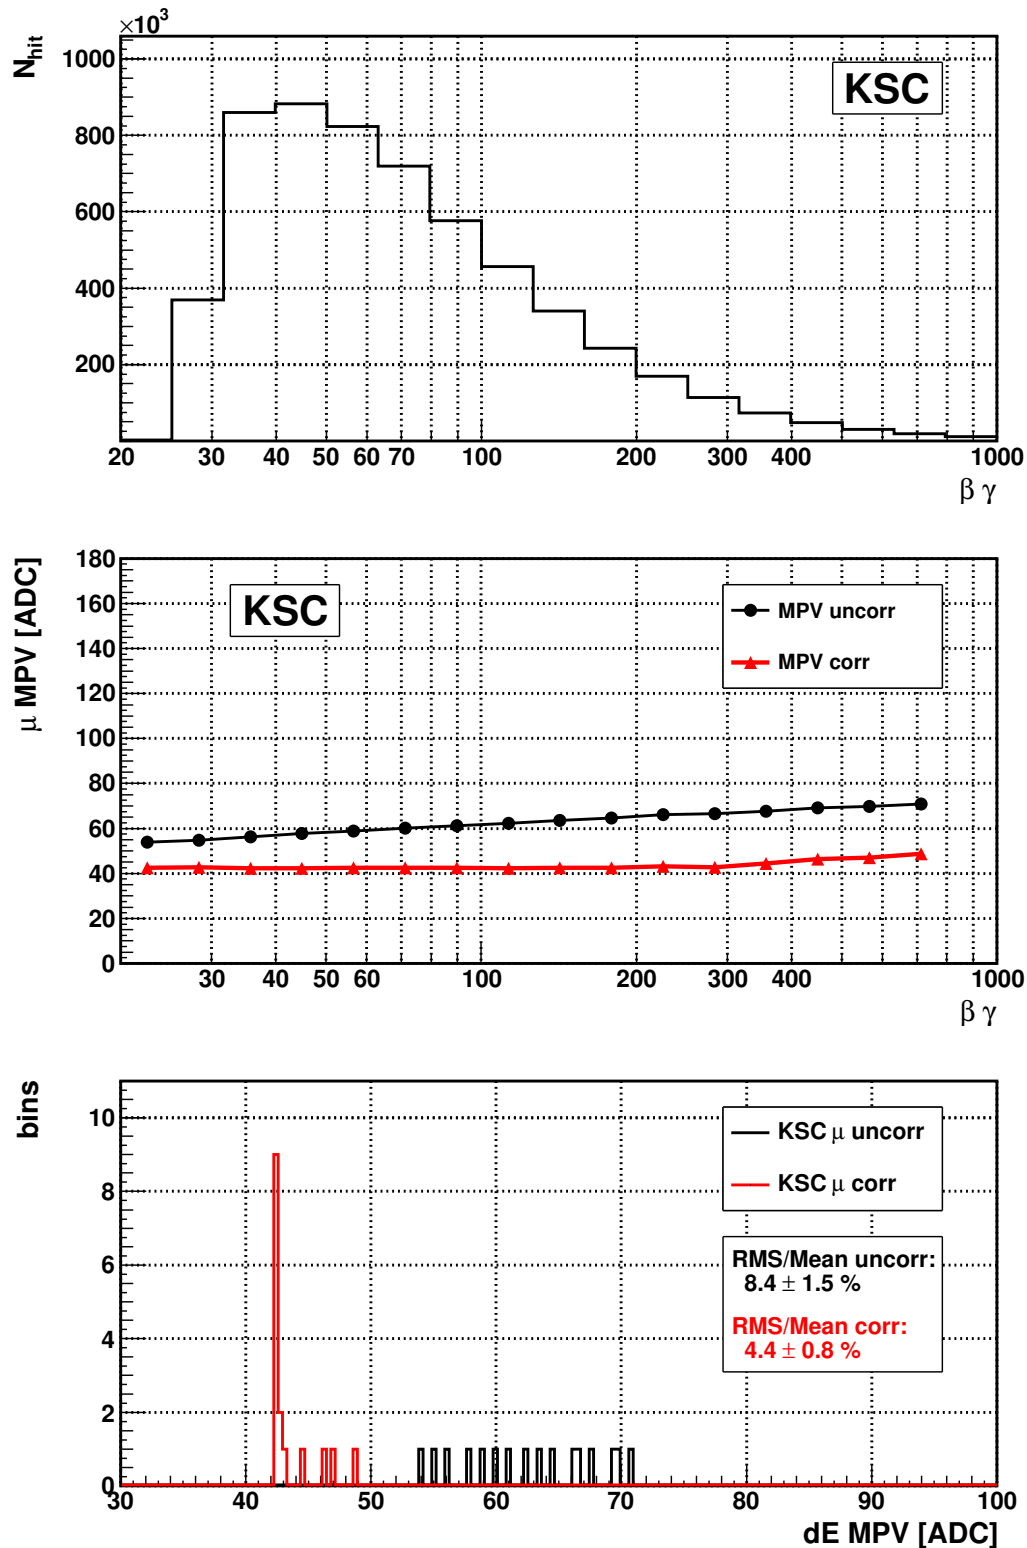 ×10³
N_hit
KSC
1000
800
600
400
200
20 30 40 50 60 70 100 200 300 400 1000
β γ
μ MPV [ADC]
KSC
MPV uncorr
MPV corr
180
160
140
120
100
80
60
40
20
0
30 40 50 60 70 100 200 300 400 1000
β γ
bins
KSC μ uncorr
KSC μ corr
RMS/Mean uncorr:
8.4 ± 1.5 %
RMS/Mean corr:
4.4 ± 0.8 %
10
8
6
4
2
0
30 40 50 60 70 80 90 100
dE MPV [ADC]